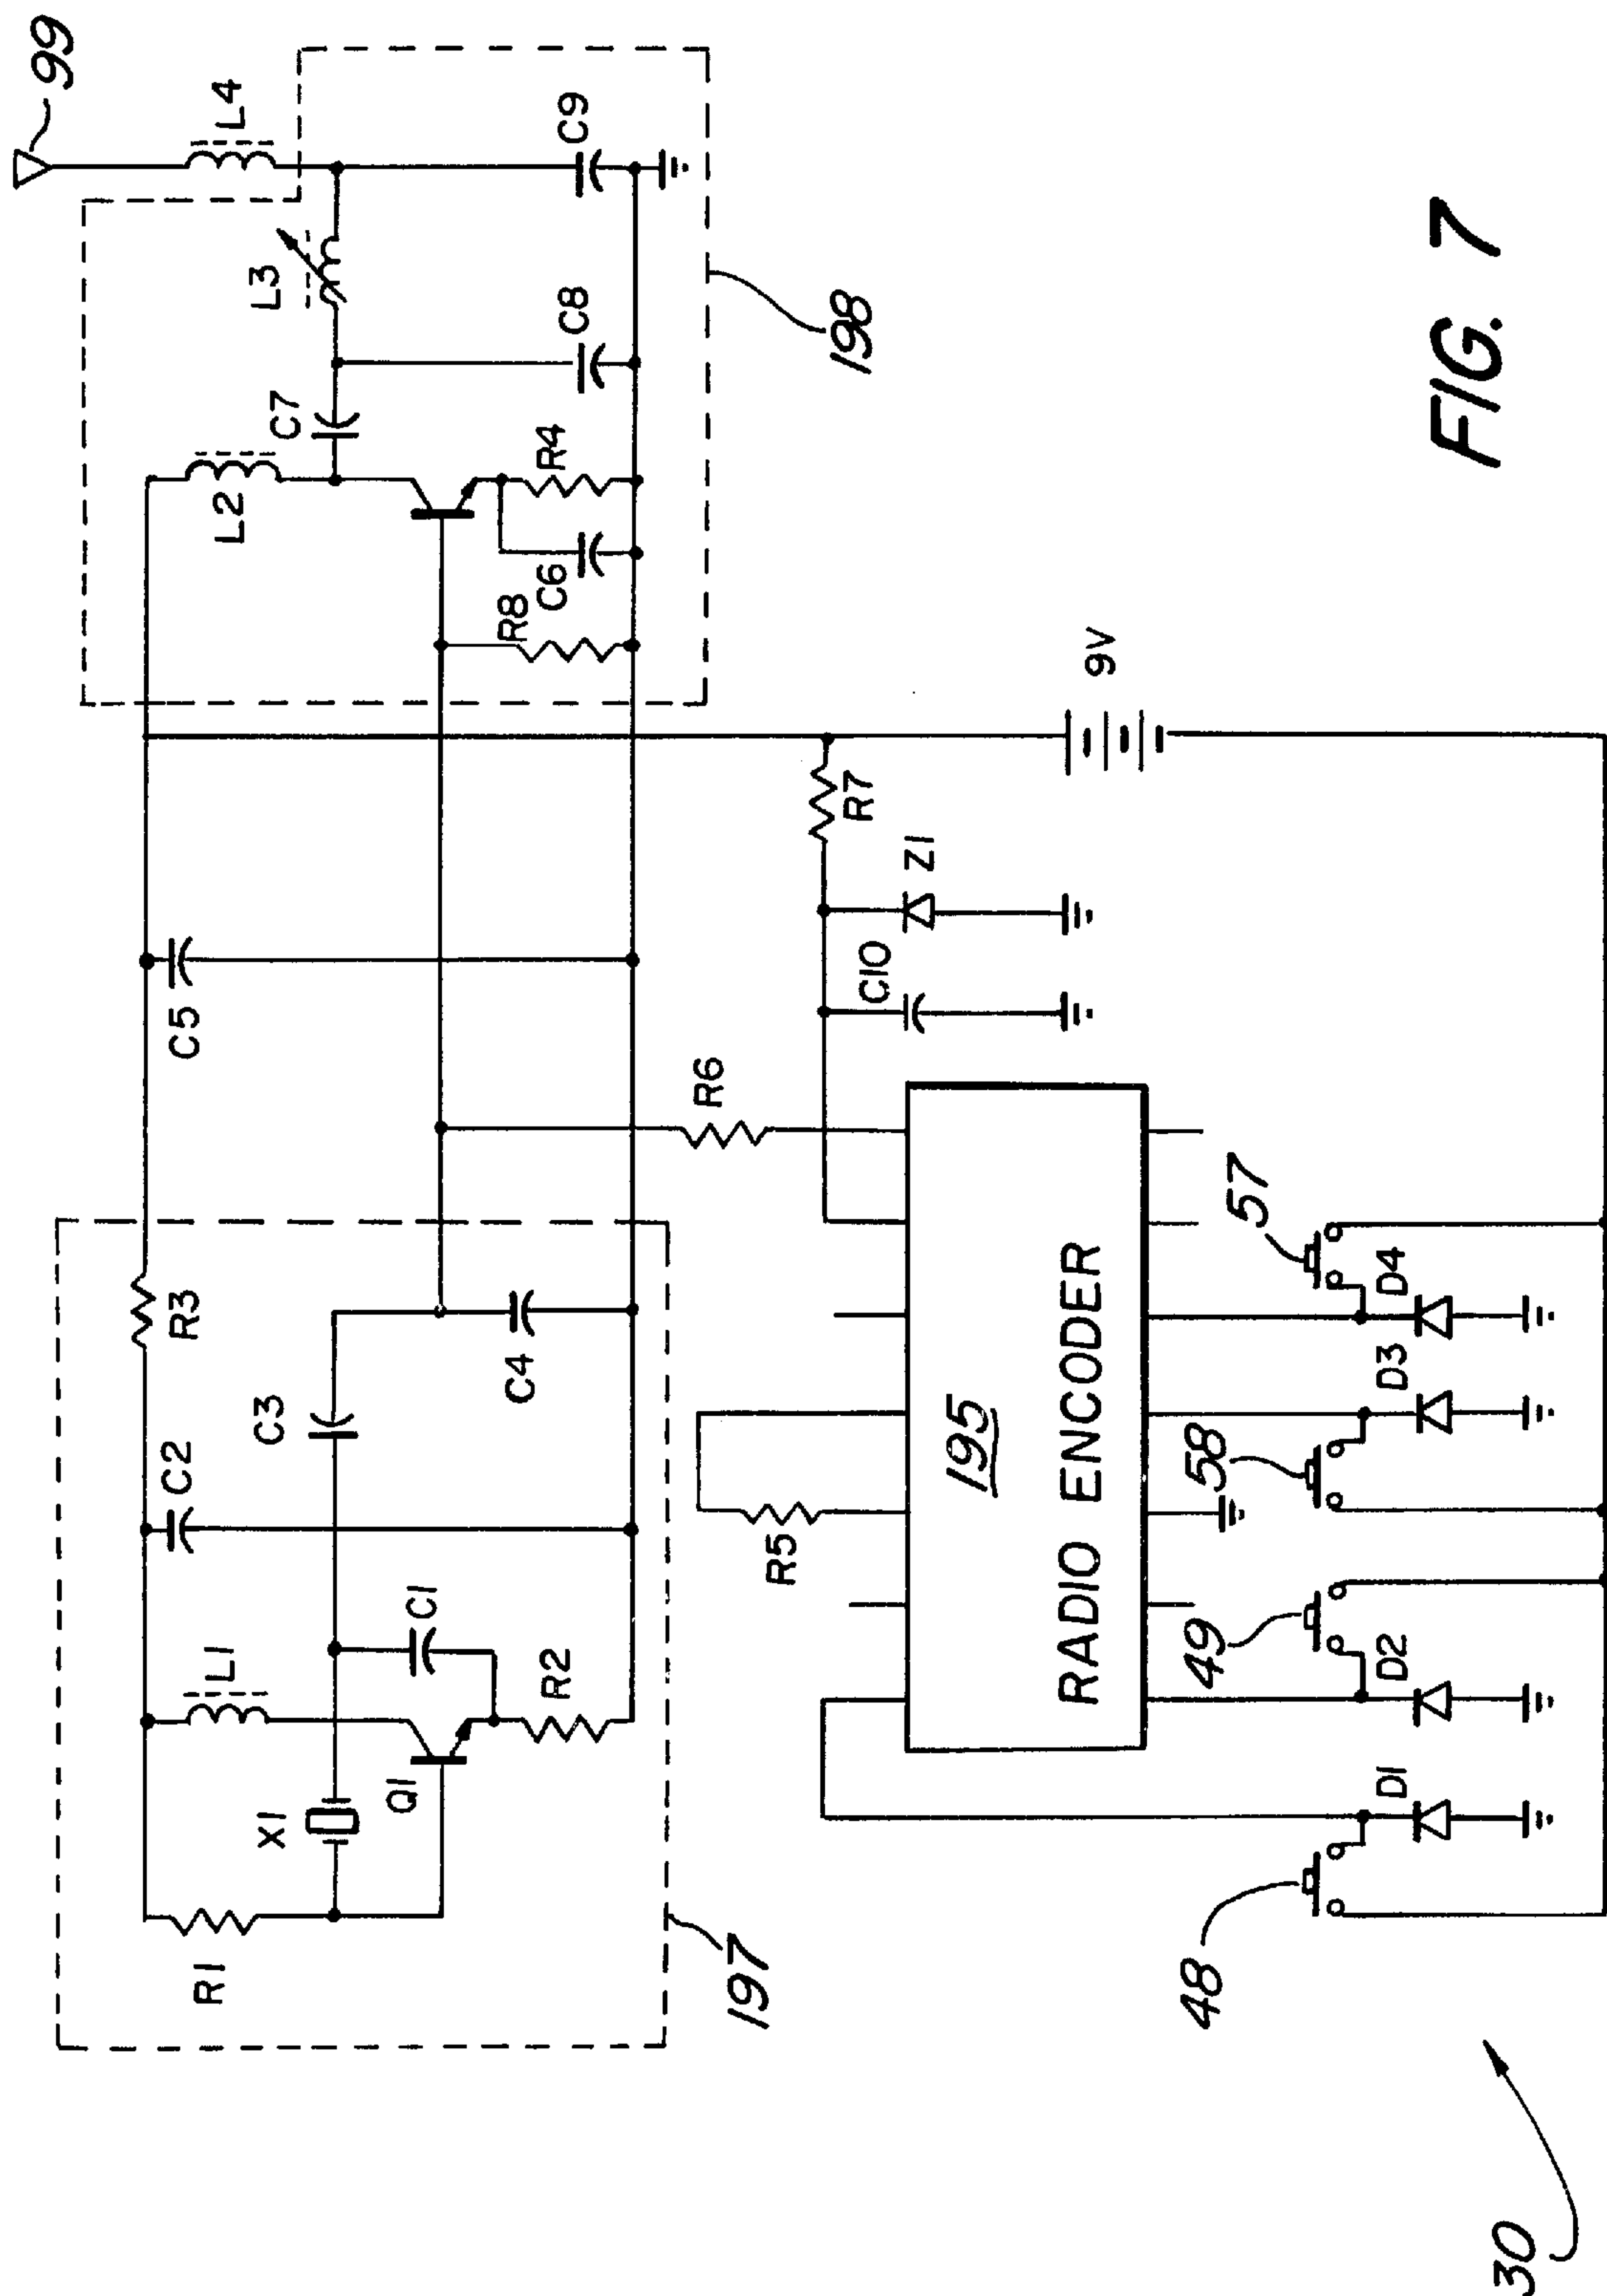 99
L4
L3
C9
C8
198
L2
C7
R4
C6
R8
C5
R3
C2
C3
C4
L1
C1
R2
X1
Q1
R1
197
R6
R7
9V
Z1
C10
R5
195
RADIO ENCODER
57
D4
58
D3
49
D2
48
D1
30
FIG. 7